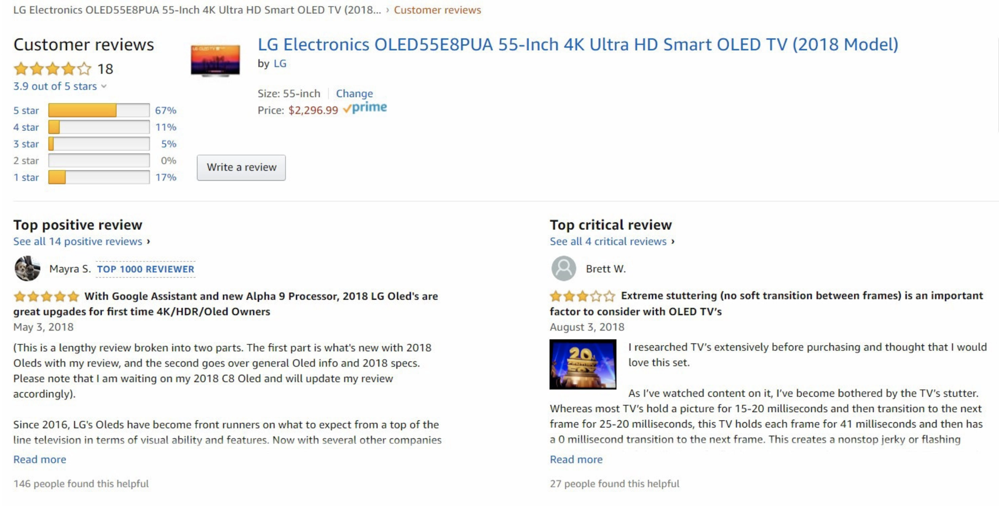 LG Electronics OLED55E8PUA 55-Inch 4K Ultra HD Smart OLED TV (2018... › Customer reviews
Customer reviews
18
3.9 out of 5 stars
5 star 67%
4 star 11%
3 star 5%
2 star 0%
1 star 17%
LG Electronics OLED55E8PUA 55-Inch 4K Ultra HD Smart OLED TV (2018 Model)
by LG
Size: 55-inch | Change
Price: $2,296.99 prime
Write a review
Top positive review
See all 14 positive reviews ›
Mayra S. TOP 1000 REVIEWER
With Google Assistant and new Alpha 9 Processor, 2018 LG Oled's are
great upgades for first time 4K/HDR/Oled Owners
May 3, 2018
(This is a lengthy review broken into two parts. The first part is what's new with 2018
Oleds with my review, and the second goes over general Oled info and 2018 specs.
Please note that I am waiting on my 2018 C8 Oled and will update my review
accordingly).
Since 2016, LG's Oleds have become front runners on what to expect from a top of the
line television in terms of visual ability and features. Now with several other companies
Read more
146 people found this helpful
Top critical review
See all 4 critical reviews ›
Brett W.
Extreme stuttering (no soft transition between frames) is an important
factor to consider with OLED TV's
August 3, 2018
20
I researched TV's extensively before purchasing and thought that I would
love this set.
As I've watched content on it, I've become bothered by the TV's stutter.
Whereas most TV's hold a picture for 15-20 milliseconds and then transition to the next
frame for 25-20 milliseconds, this TV holds each frame for 41 milliseconds and then has
a 0 millisecond transition to the next frame. This creates a nonstop jerky or flashing
Read more
27 people found this helpful